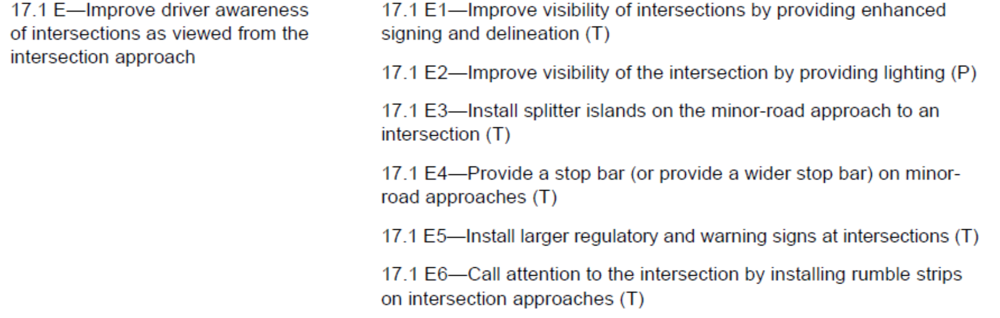 17.1 E—Improve driver awareness
of intersections as viewed from the
intersection approach
17.1 E1—Improve visibility of intersections by providing enhanced
signing and delineation (T)
17.1 E2—Improve visibility of the intersection by providing lighting (P)
17.1 E3—Install splitter islands on the minor-road approach to an
intersection (T)
17.1 E4—Provide a stop bar (or provide a wider stop bar) on minor-
road approaches (T)
17.1 E5—Install larger regulatory and warning signs at intersections (T)
17.1 E6—Call attention to the intersection by installing rumble strips
on intersection approaches (T)